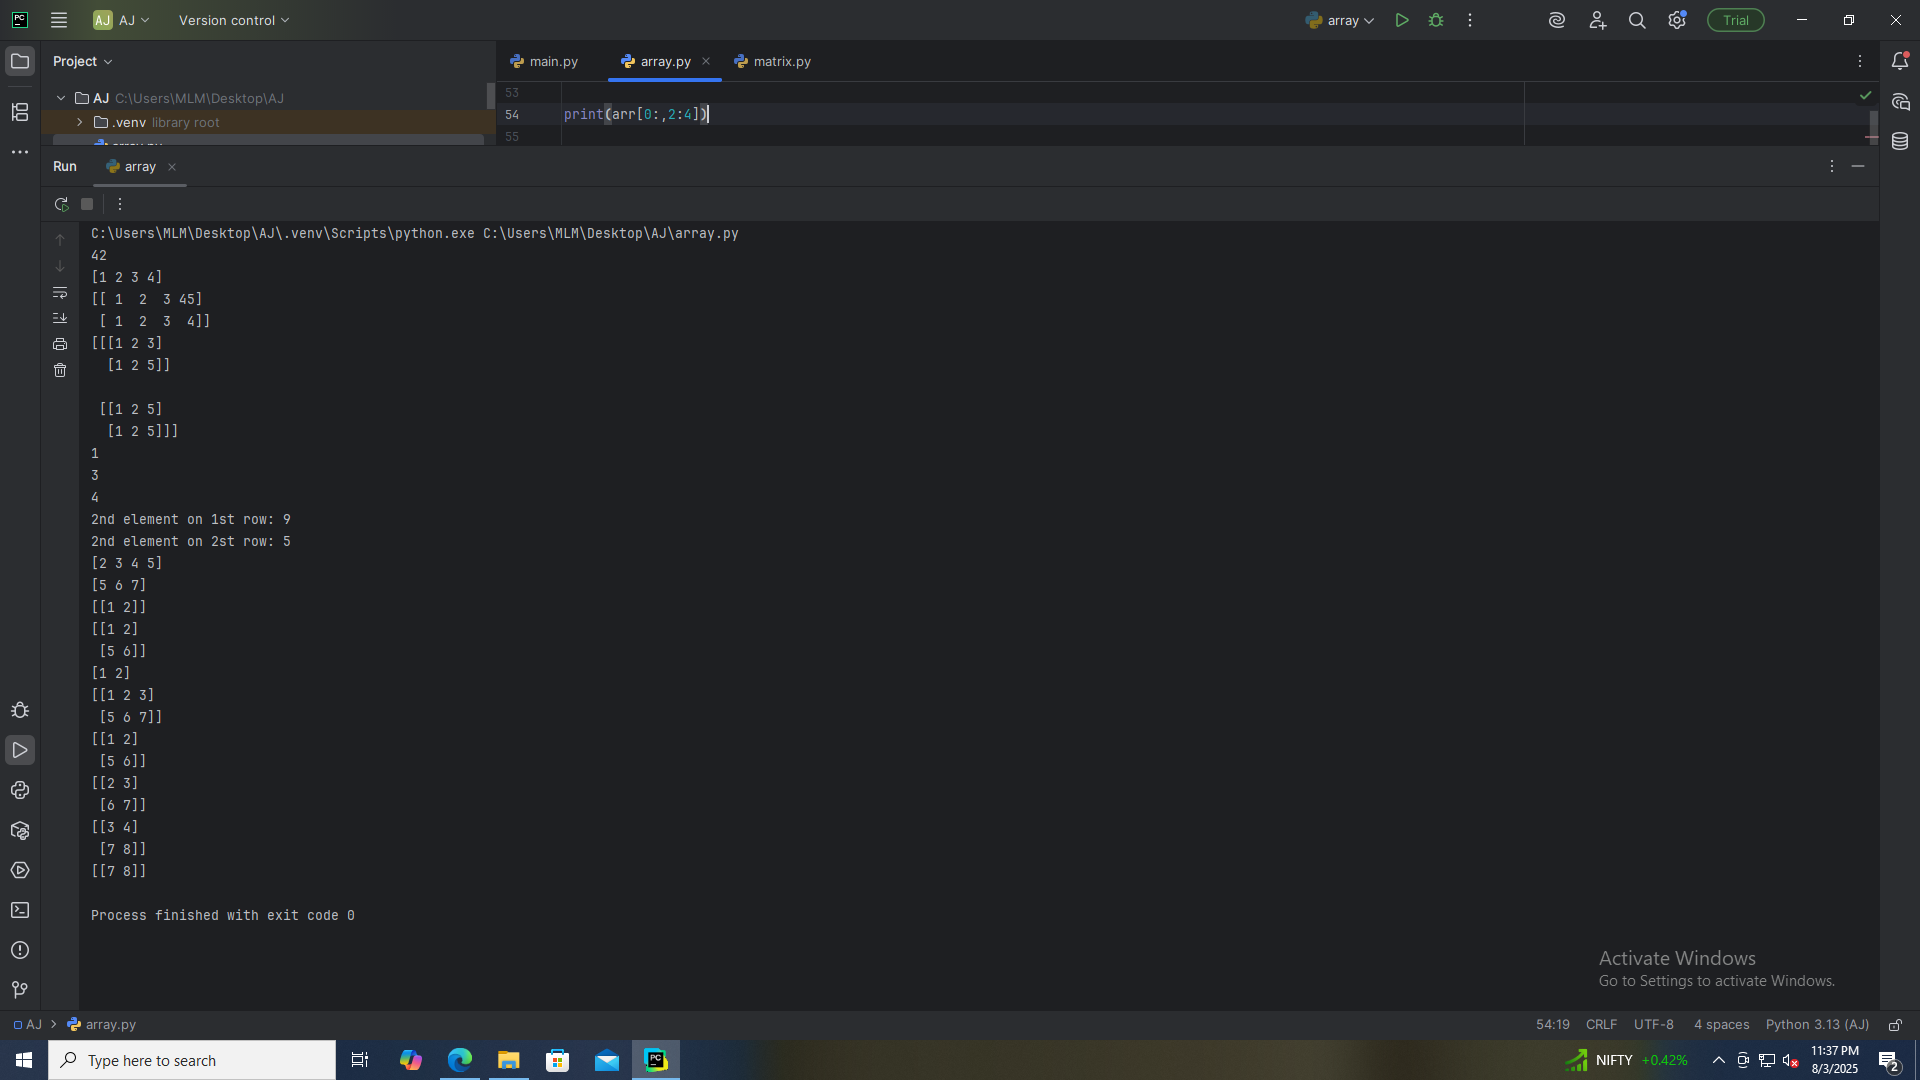 PC
AJ AJ Version control array Trial
Project main.py array.py matrix.py
AJ C:\Users\MLM\Desktop\AJ
.venv library root
53
54 print(arr[0:,2:4])
55
Run array
C:\Users\MLM\Desktop\AJ\.venv\Scripts\python.exe C:\Users\MLM\Desktop\AJ\array.py
42
[1 2 3 4]
[[ 1  2  3 45]
 [ 1  2  3  4]]
[[[1 2 3]
  [1 2 5]]
 [[1 2 5]
  [1 2 5]]]
1
3
4
2nd element on 1st row: 9
2nd element on 2st row: 5
[2 3 4 5]
[5 6 7]
[[1 2]]
[[1 2]
 [5 6]]
[1 2]
[[1 2 3]
 [5 6 7]]
[[1 2]
 [5 6]]
[[2 3]
 [6 7]]
[[3 4]
 [7 8]]
[[7 8]]
Process finished with exit code 0
Activate Windows
Go to Settings to activate Windows.
AJ array.py 54:19 CRLF UTF-8 4 spaces Python 3.13 (AJ)
Type here to search PC NIFTY +0.42% 11:37 PM
8/3/2025 2